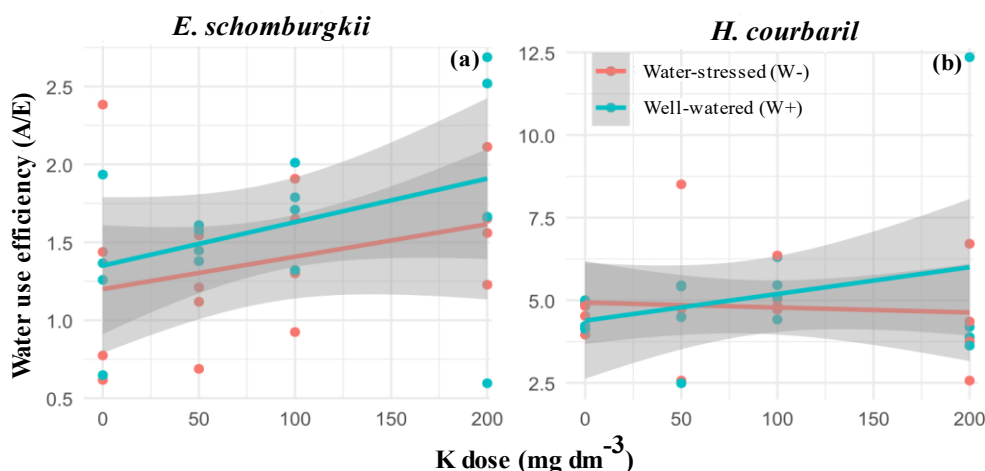 E. schomburgkii
H. courbaril
Water use efficiency (A/E)
2.5
2.0
1.5
1.0
0.5
(a)
0 50 100 150 200
12.5
10.0
7.5
5.0
2.5
Water-stressed (W-)
Well-watered (W+)
(b)
0 50 100 150 200
K dose (mg dm-3)